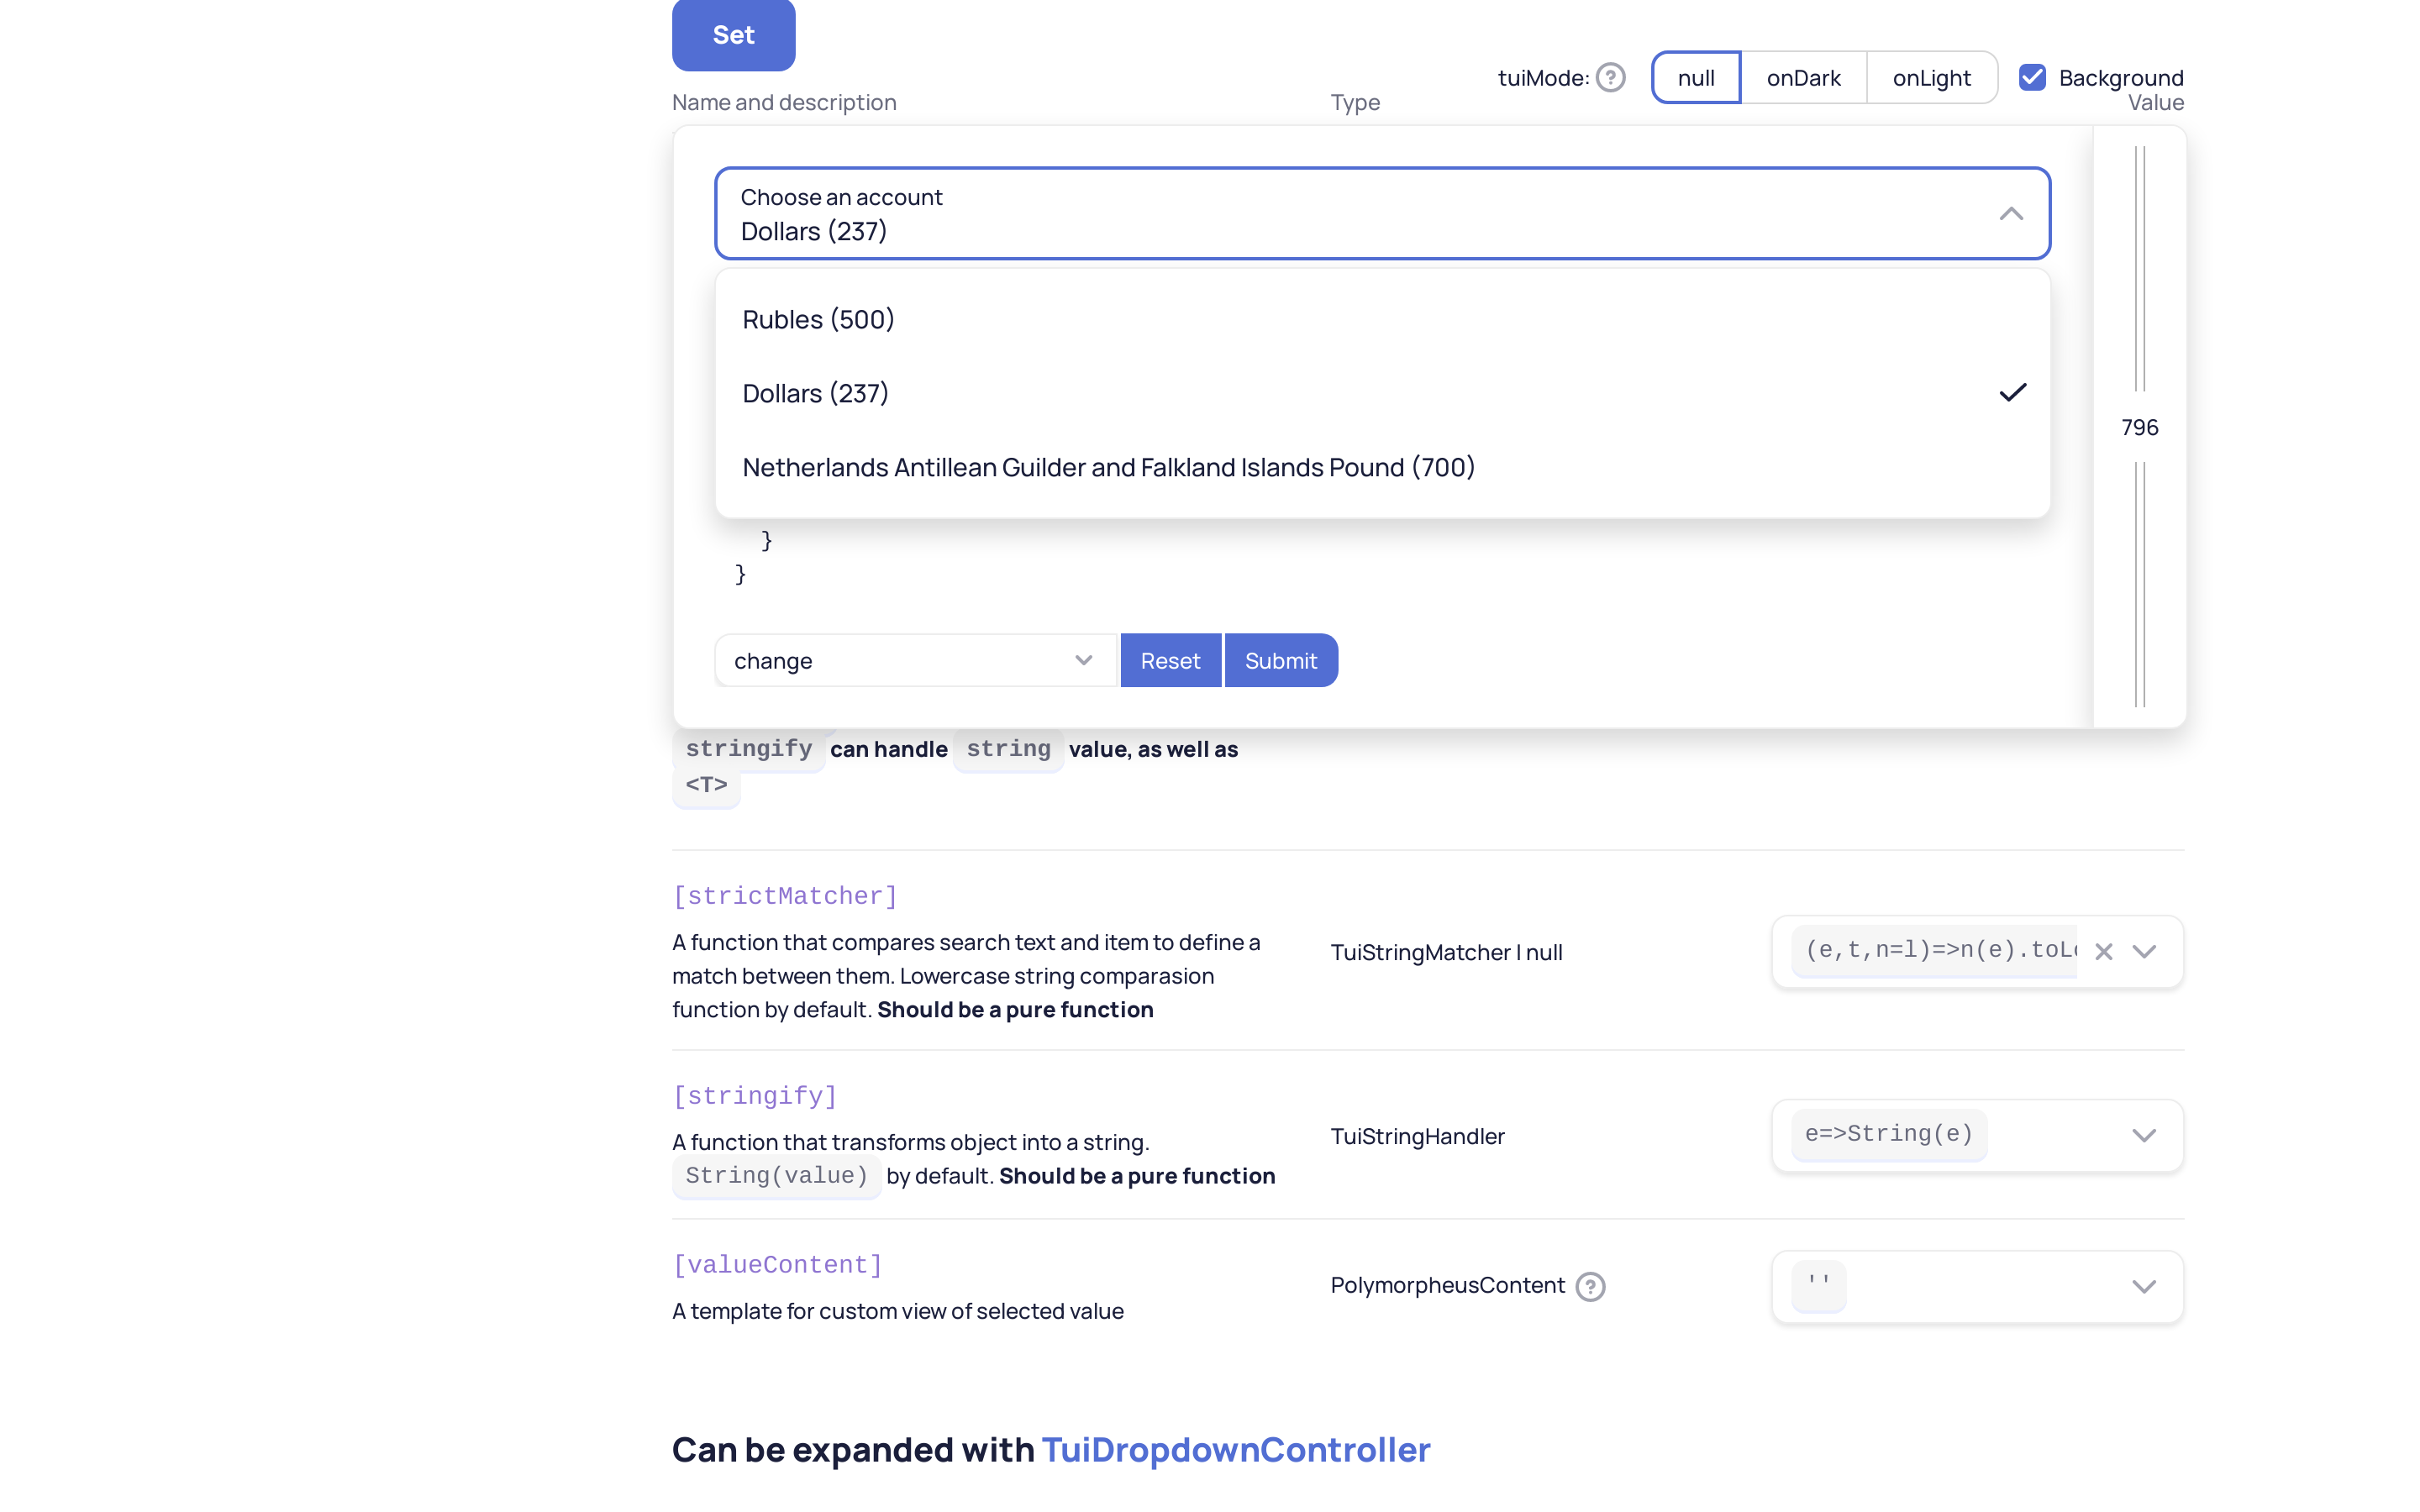 Set
tuiMode: ? null onDark onLight Background
Name and description Type Value
Choose an account
Dollars (237)
Rubles (500)
Dollars (237)
796
Netherlands Antillean Guilder and Falkland Islands Pound (700)
}
}
change Reset Submit
stringify can handle string value, as well as
<T>
[strictMatcher]
A function that compares search text and item to define a
match between them. Lowercase string comparasion
function by default. Should be a pure function
TuiStringMatcher | null
(e,t,n=l)=>n(e).toLo
[stringify]
A function that transforms object into a string.
String(value) by default. Should be a pure function
TuiStringHandler
e=>String(e)
[valueContent]
A template for custom view of selected value
PolymorpheusContent ?
''
Can be expanded with TuiDropdownController